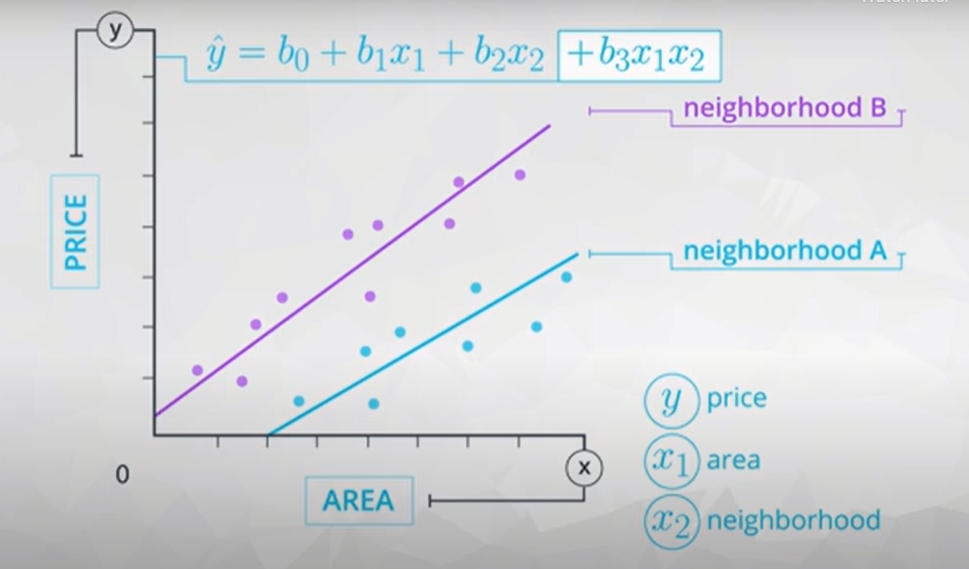 y
ŷ = b₀ + b₁x₁ + b₂x₂ + b₃x₁x₂
neighborhood B
PRICE
neighborhood A
y price
x₁ area
x₂ neighborhood
0
x
AREA